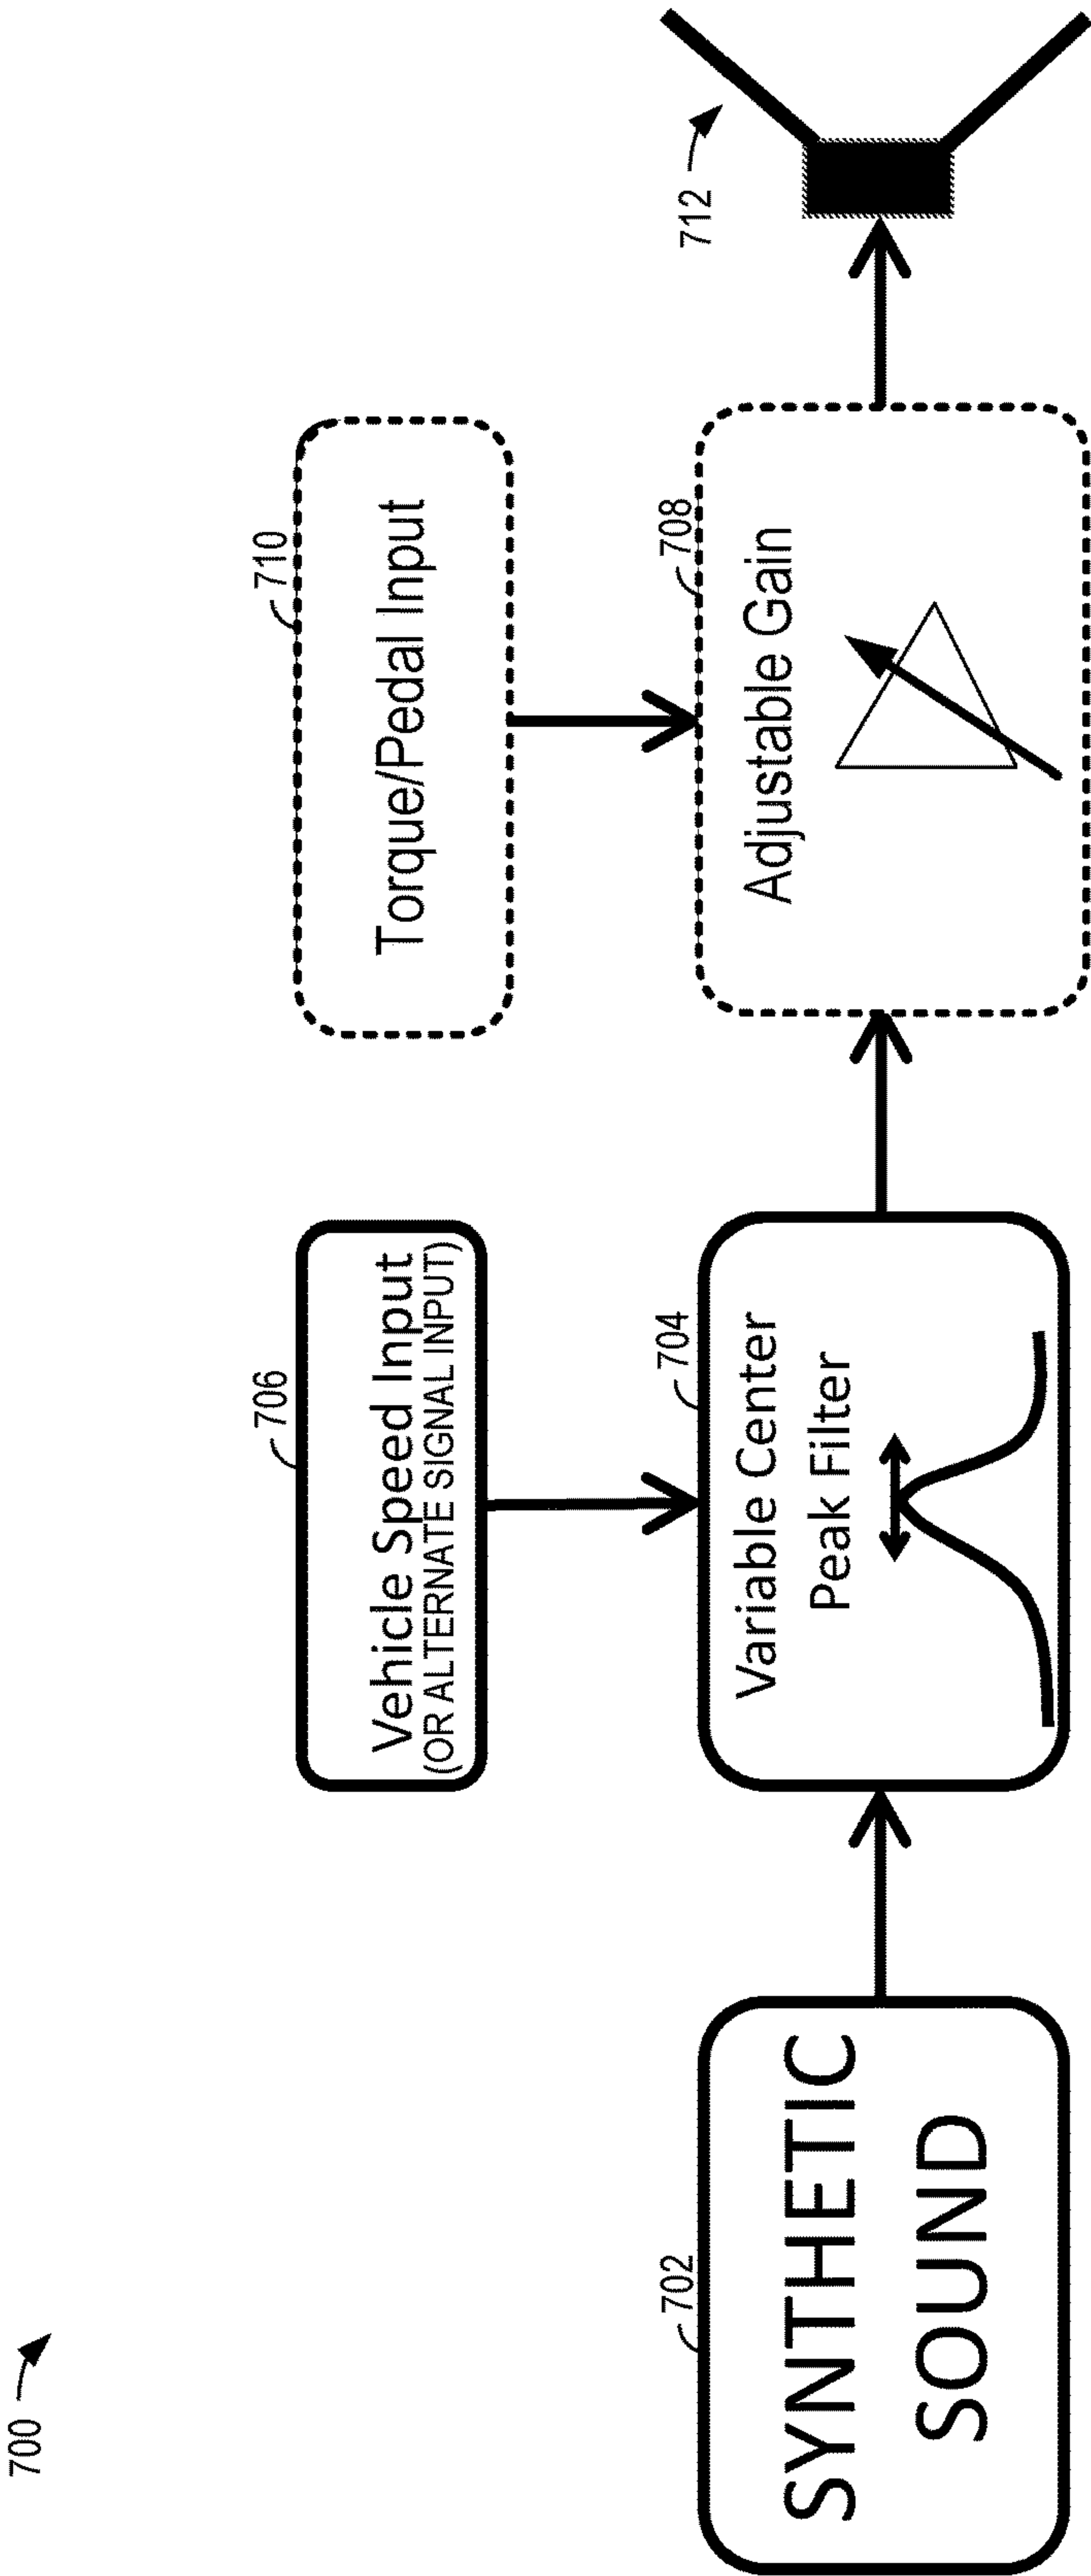 700
710
Torque/Pedal Input
706
Vehicle Speed Input
(OR ALTERNATE SIGNAL INPUT)
702
SYNTHETIC
SOUND
704
Variable Center
Peak Filter
708
Adjustable Gain
712